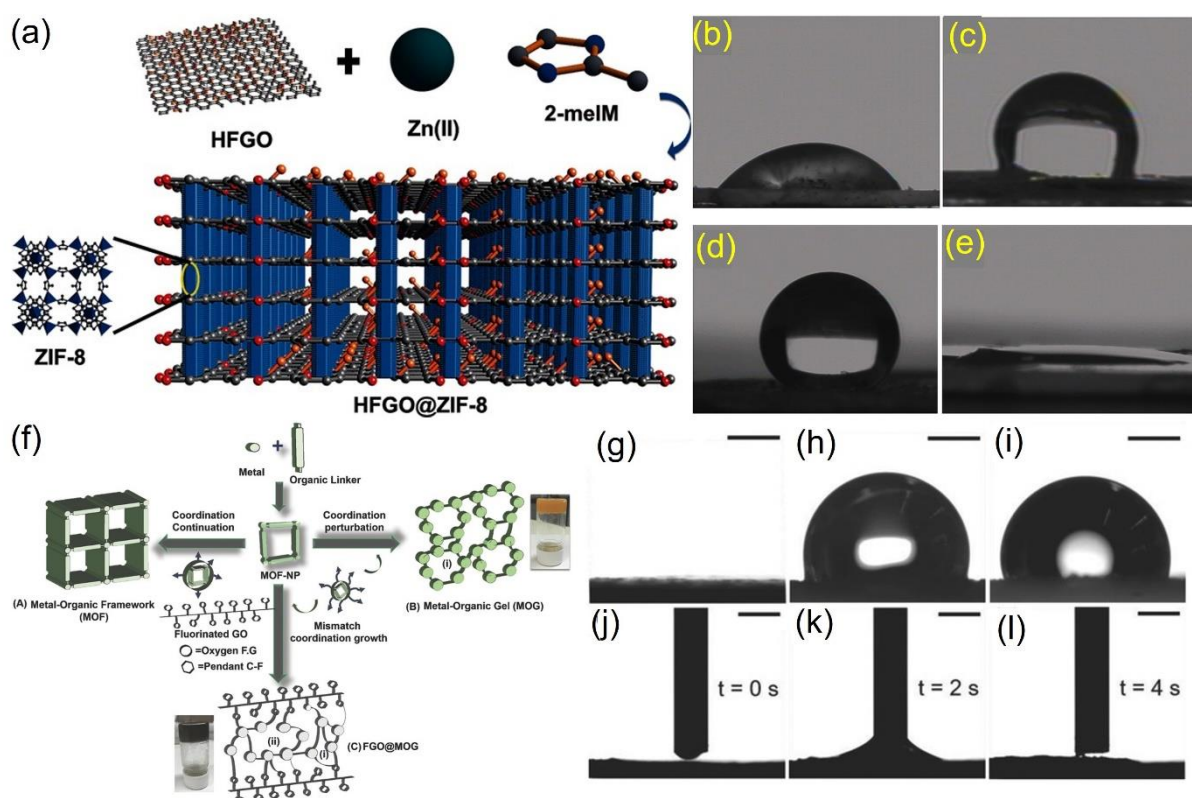 (a)
HFGO
+
Zn(II)
2-meIM
ZIF-8
HFGO@ZIF-8
(b)
(c)
(d)
(e)
(f)
+
Metal
Organic Linker
Coordination
Continuation
Coordination
perturbation
MOF-NP
(i)
(A) Metal-Organic Framework
(MOF)
(B) Metal-Organic Gel (MOG)
Mismatch
coordination growth
Fluorinated GO
=Oxygen F.G
=Pendant C-F
(ii)
(i)
(C) FGO@MOG
(g)
(h)
(i)
(j)
t = 0 s
(k)
t = 2 s
(l)
t = 4 s